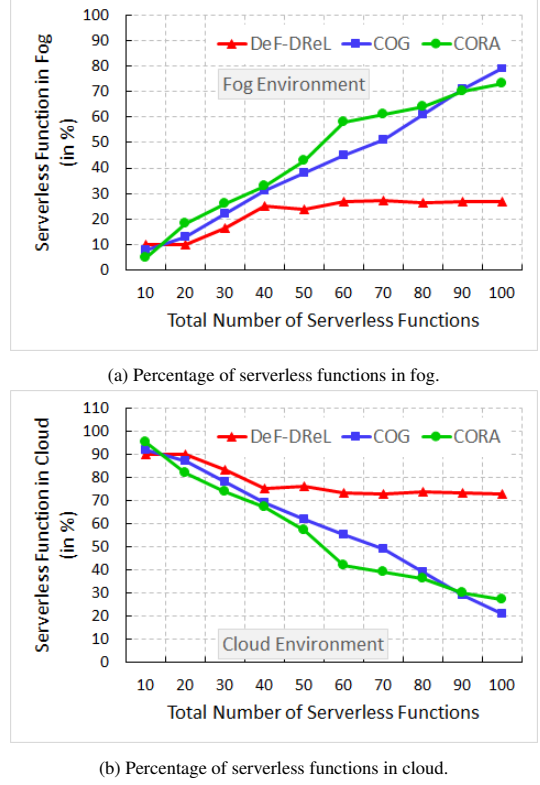 100
90
80
70
60
50
40
30
20
10
0
Serverless Function in Fog
(in %)
DeF-DReL COG CORA
Fog Environment
10 20 30 40 50 60 70 80 90 100
Total Number of Serverless Functions
(a) Percentage of serverless functions in fog.
110
100
90
80
70
60
50
40
30
20
10
0
Serverless Function in Cloud
(in %)
DeF-DReL COG CORA
Cloud Environment
10 20 30 40 50 60 70 80 90 100
Total Number of Serverless Functions
(b) Percentage of serverless functions in cloud.